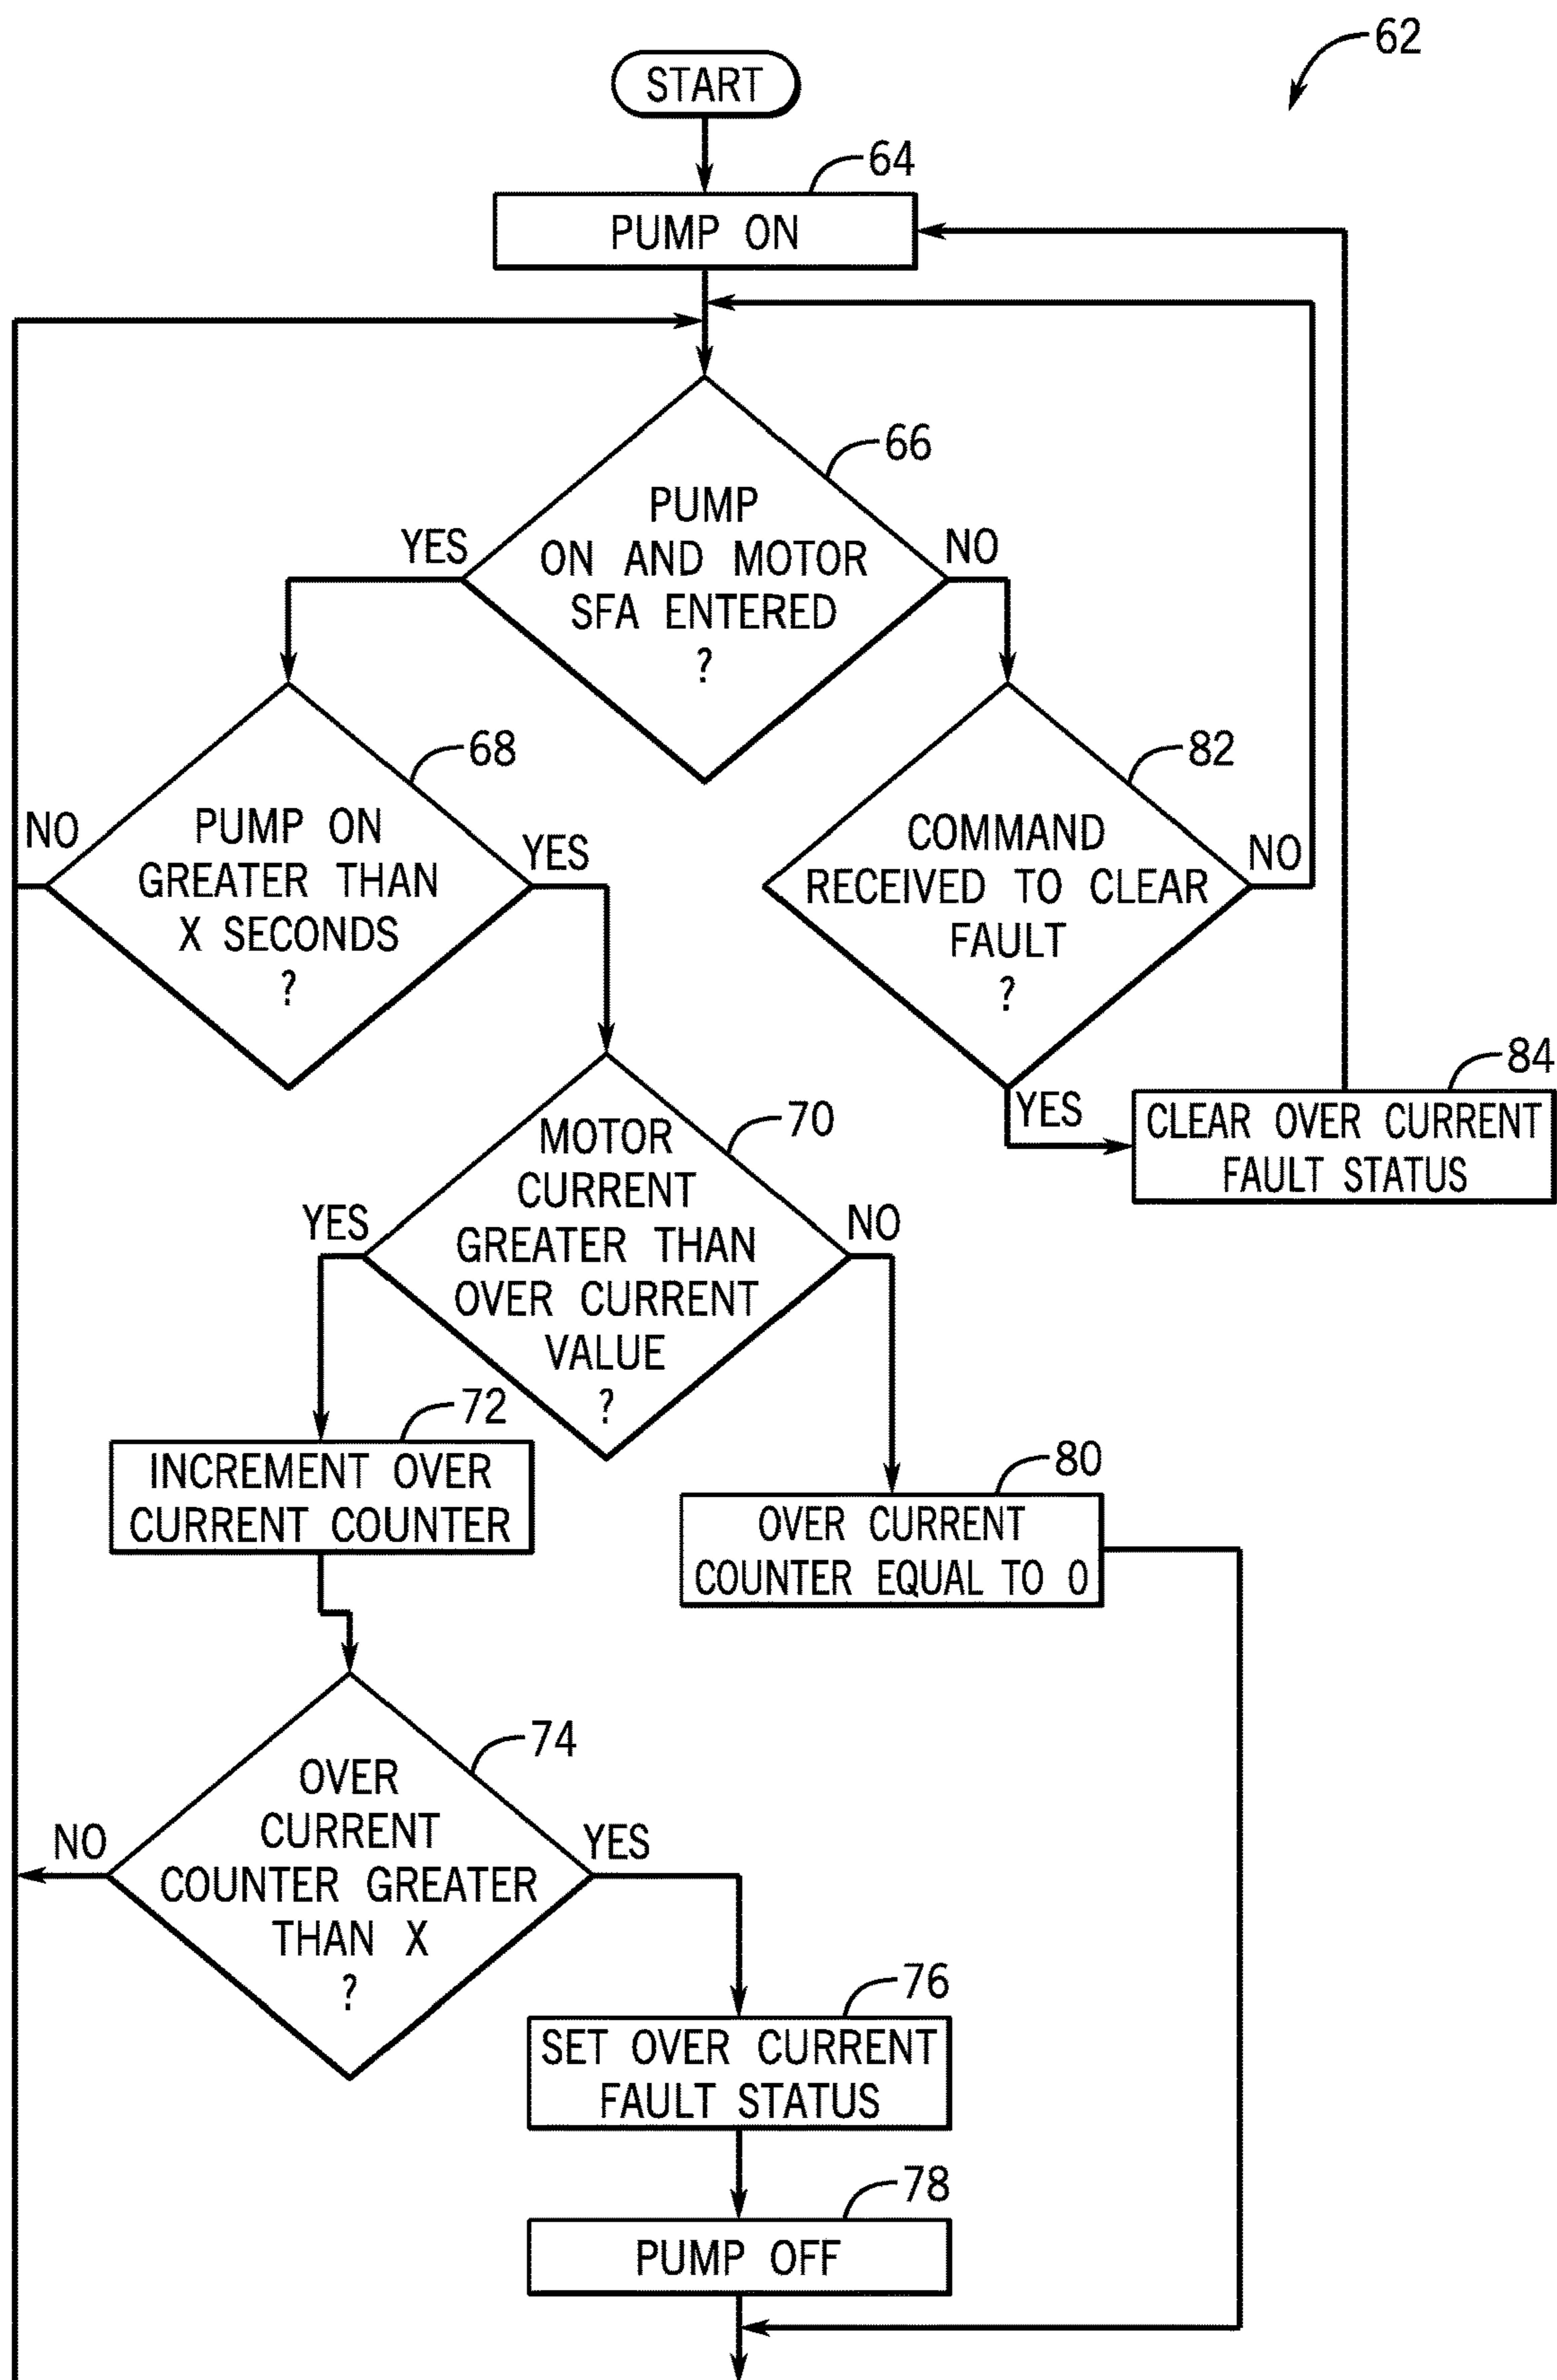 62
START
64
PUMP ON
66
PUMP
ON AND MOTOR
SFA ENTERED
?
YES
NO
68
PUMP ON
GREATER THAN
X SECONDS
?
NO
YES
82
COMMAND
RECEIVED TO CLEAR
FAULT
?
NO
YES
84
CLEAR OVER CURRENT
FAULT STATUS
70
MOTOR
CURRENT
GREATER THAN
OVER CURRENT
VALUE
?
YES
NO
72
INCREMENT OVER
CURRENT COUNTER
80
OVER CURRENT
COUNTER EQUAL TO 0
74
OVER
CURRENT
COUNTER GREATER
THAN X
?
NO
YES
76
SET OVER CURRENT
FAULT STATUS
78
PUMP OFF